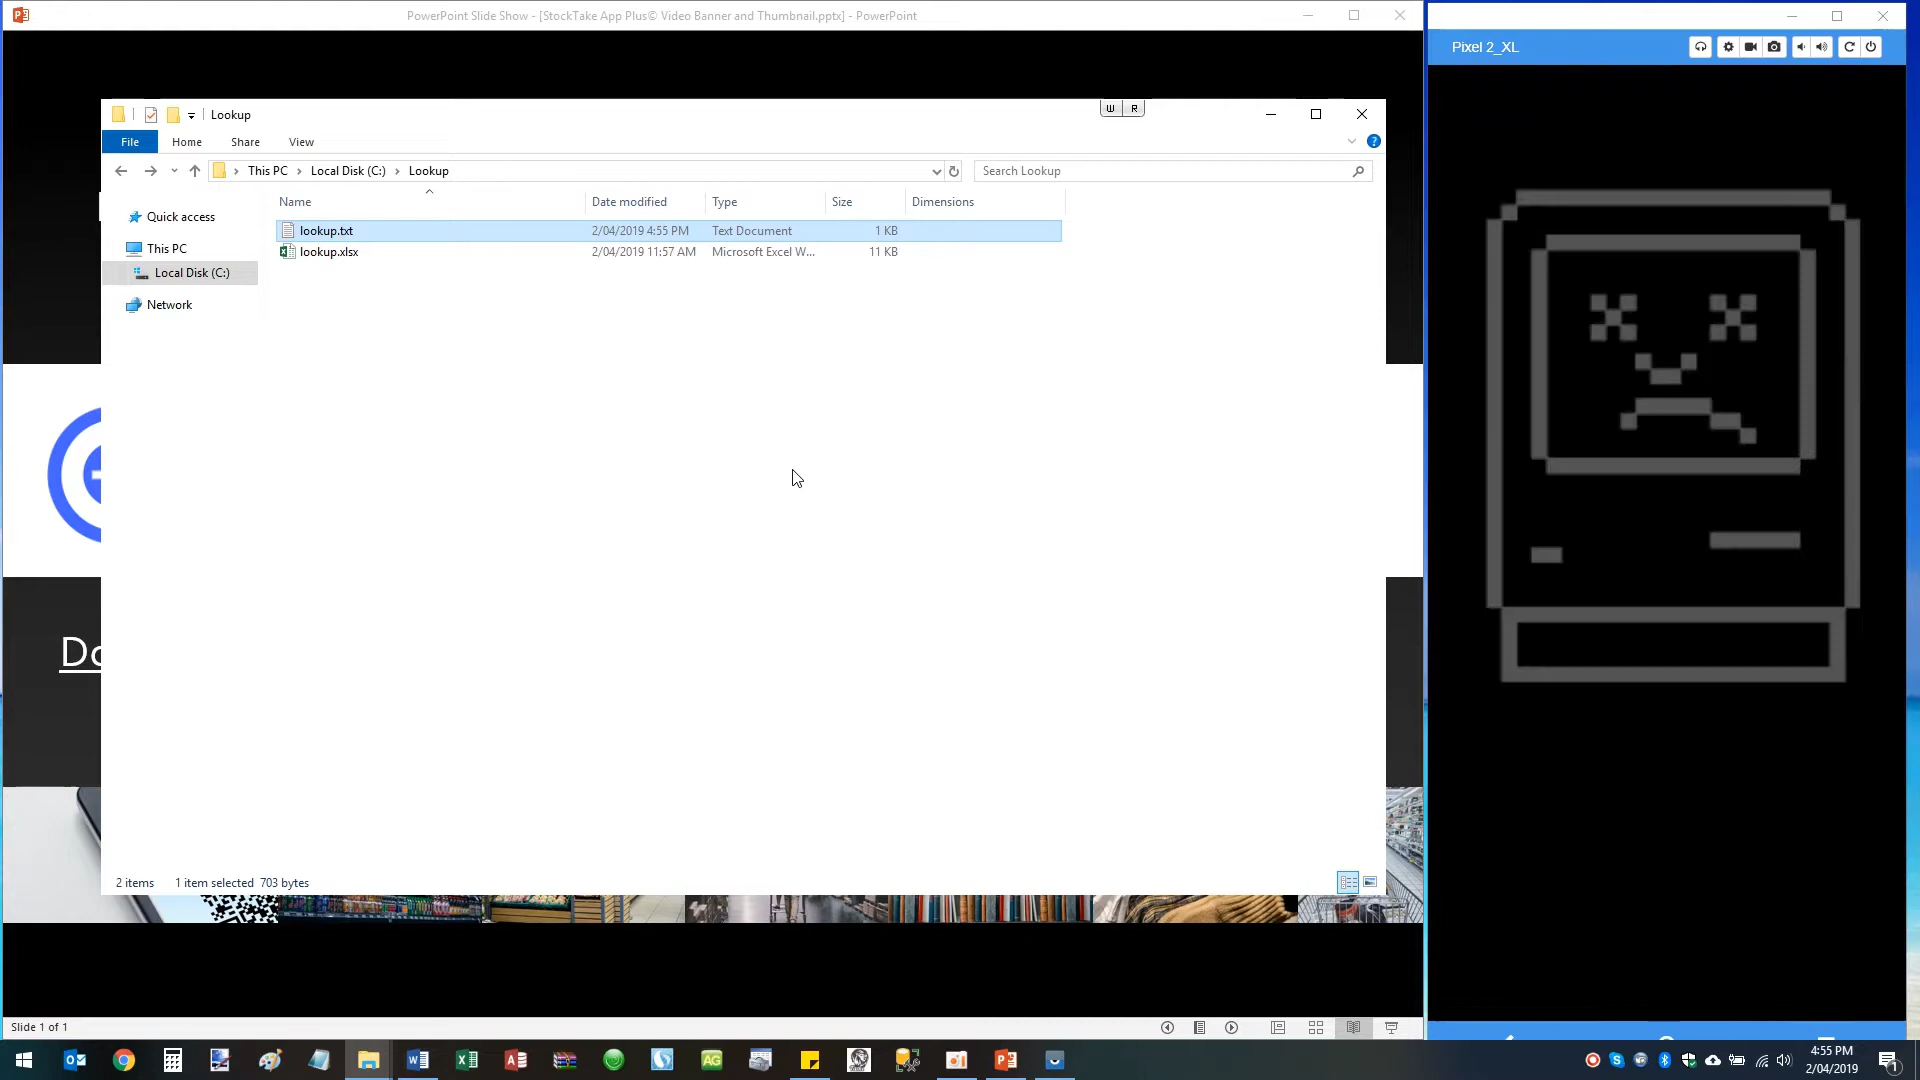 PowerPoint Slide Show - [StockTake App Plus© Video Banner and Thumbnail.pptx] - PowerPoint
Pixel 2_XL
Lookup
W R
File Home Share View
This PC Local Disk (C:) Lookup
Search Lookup
Name Date modified Type Size Dimensions
Quick access
lookup.txt 2/04/2019 4:55 PM Text Document 1 KB
This PC
lookup.xlsx 2/04/2019 11:57 AM Microsoft Excel W... 11 KB
Local Disk (C:)
Network
Do
2 items 1 item selected 703 bytes
Slide 1 of 1
AG
4:55 PM
2/04/2019
1